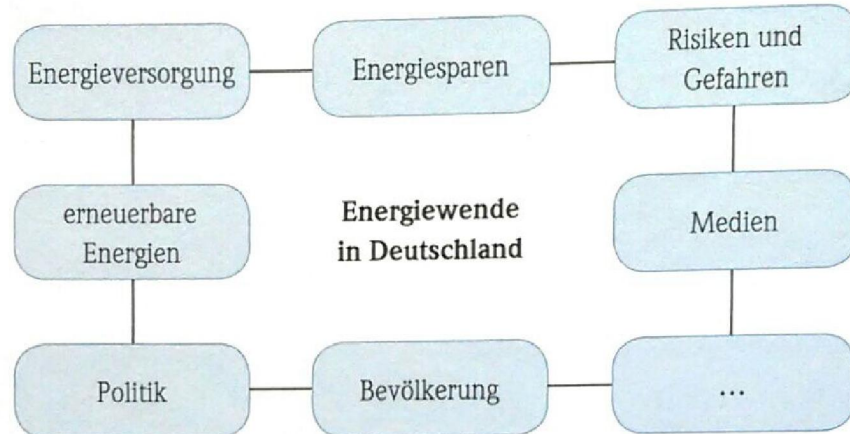 Energieversorgung
Energiesparen
Risiken und
Gefahren
erneuerbare
Energien
Energiewende
in Deutschland
Medien
Politik
Bevölkerung
...